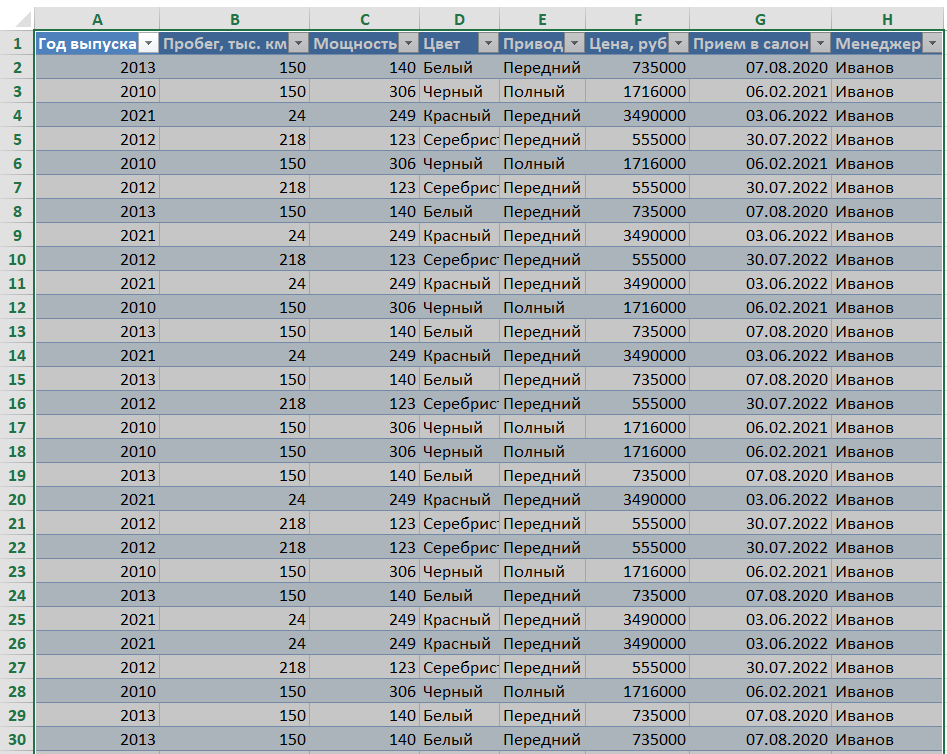 A B C D E F G H
1 Год выпуска Пробег, тыс. км Мощность Цвет Привод Цена, руб Прием в салон Менеджер
2 2013 150 140 Белый Передний 735000 07.08.2020 Иванов
3 2010 150 306 Черный Полный 1716000 06.02.2021 Иванов
4 2021 24 249 Красный Передний 3490000 03.06.2022 Иванов
5 2012 218 123 Серебрист Передний 555000 30.07.2022 Иванов
6 2010 150 306 Черный Полный 1716000 06.02.2021 Иванов
7 2012 218 123 Серебрист Передний 555000 30.07.2022 Иванов
8 2013 150 140 Белый Передний 735000 07.08.2020 Иванов
9 2021 24 249 Красный Передний 3490000 03.06.2022 Иванов
10 2012 218 123 Серебрист Передний 555000 30.07.2022 Иванов
11 2021 24 249 Красный Передний 3490000 03.06.2022 Иванов
12 2010 150 306 Черный Полный 1716000 06.02.2021 Иванов
13 2013 150 140 Белый Передний 735000 07.08.2020 Иванов
14 2021 24 249 Красный Передний 3490000 03.06.2022 Иванов
15 2013 150 140 Белый Передний 735000 07.08.2020 Иванов
16 2012 218 123 Серебрист Передний 555000 30.07.2022 Иванов
17 2010 150 306 Черный Полный 1716000 06.02.2021 Иванов
18 2010 150 306 Черный Полный 1716000 06.02.2021 Иванов
19 2013 150 140 Белый Передний 735000 07.08.2020 Иванов
20 2021 24 249 Красный Передний 3490000 03.06.2022 Иванов
21 2012 218 123 Серебрист Передний 555000 30.07.2022 Иванов
22 2012 218 123 Серебрист Передний 555000 30.07.2022 Иванов
23 2010 150 306 Черный Полный 1716000 06.02.2021 Иванов
24 2013 150 140 Белый Передний 735000 07.08.2020 Иванов
25 2021 24 249 Красный Передний 3490000 03.06.2022 Иванов
26 2021 24 249 Красный Передний 3490000 03.06.2022 Иванов
27 2012 218 123 Серебрист Передний 555000 30.07.2022 Иванов
28 2010 150 306 Черный Полный 1716000 06.02.2021 Иванов
29 2013 150 140 Белый Передний 735000 07.08.2020 Иванов
30 2013 150 140 Белый Передний 735000 07.08.2020 Иванов